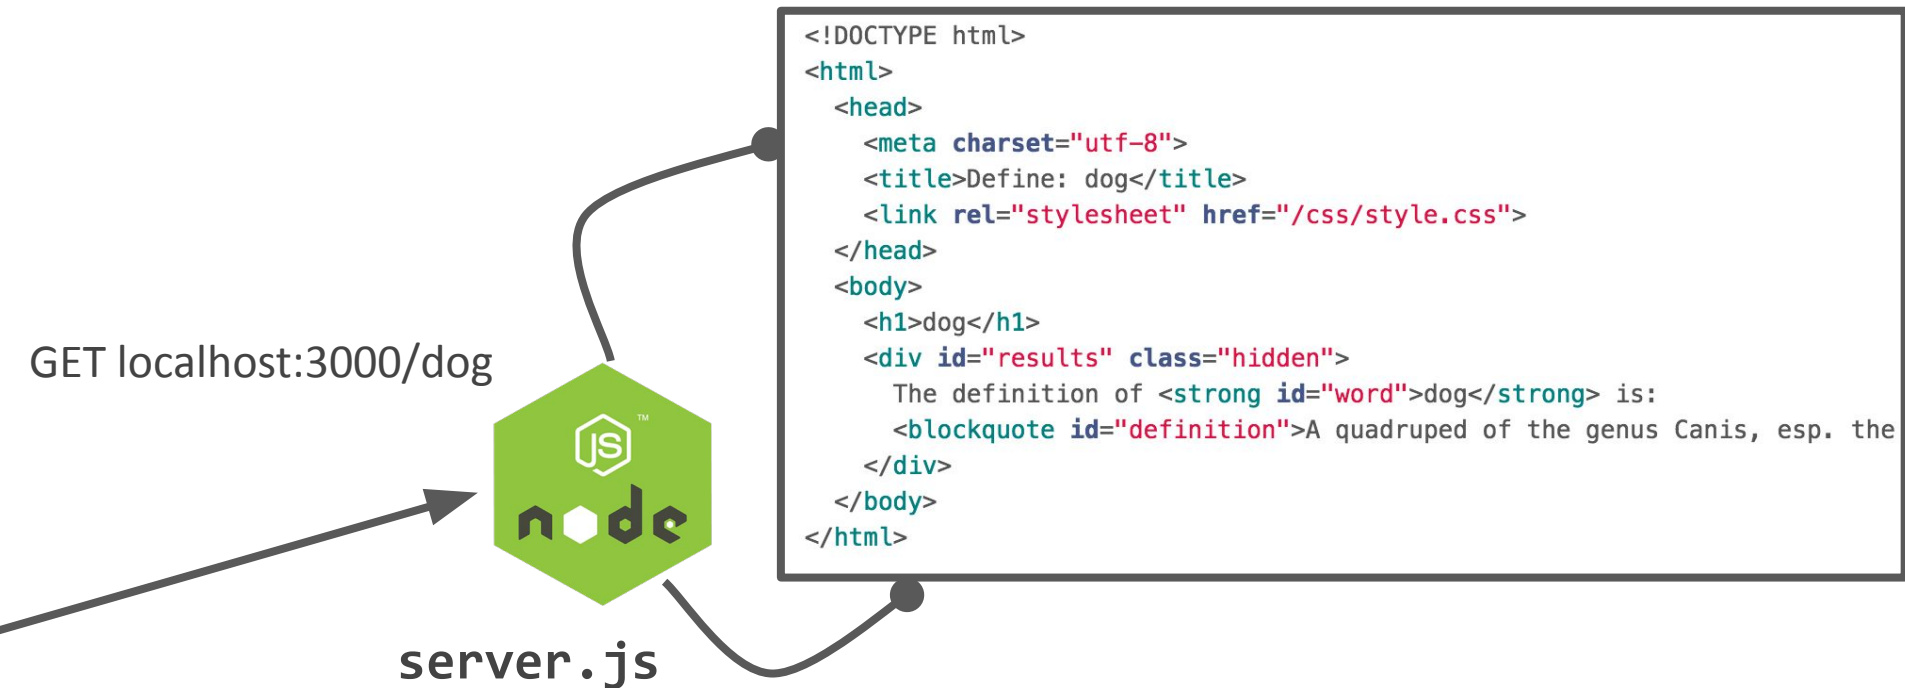 <!DOCTYPE html>
<html>
<head>
<meta charset="utf-8">
<title>Define: dog</title>
<link rel="stylesheet" href="/css/style.css">
</head>
<body>
<h1>dog</h1>
<div id="results" class="hidden">
The definition of <strong id="word">dog</strong> is:
<blockquote id="definition">A quadruped of the genus Canis, esp. the
</div>
</body>
</html>
GET localhost:3000/dog
JS
TM
node
server.js